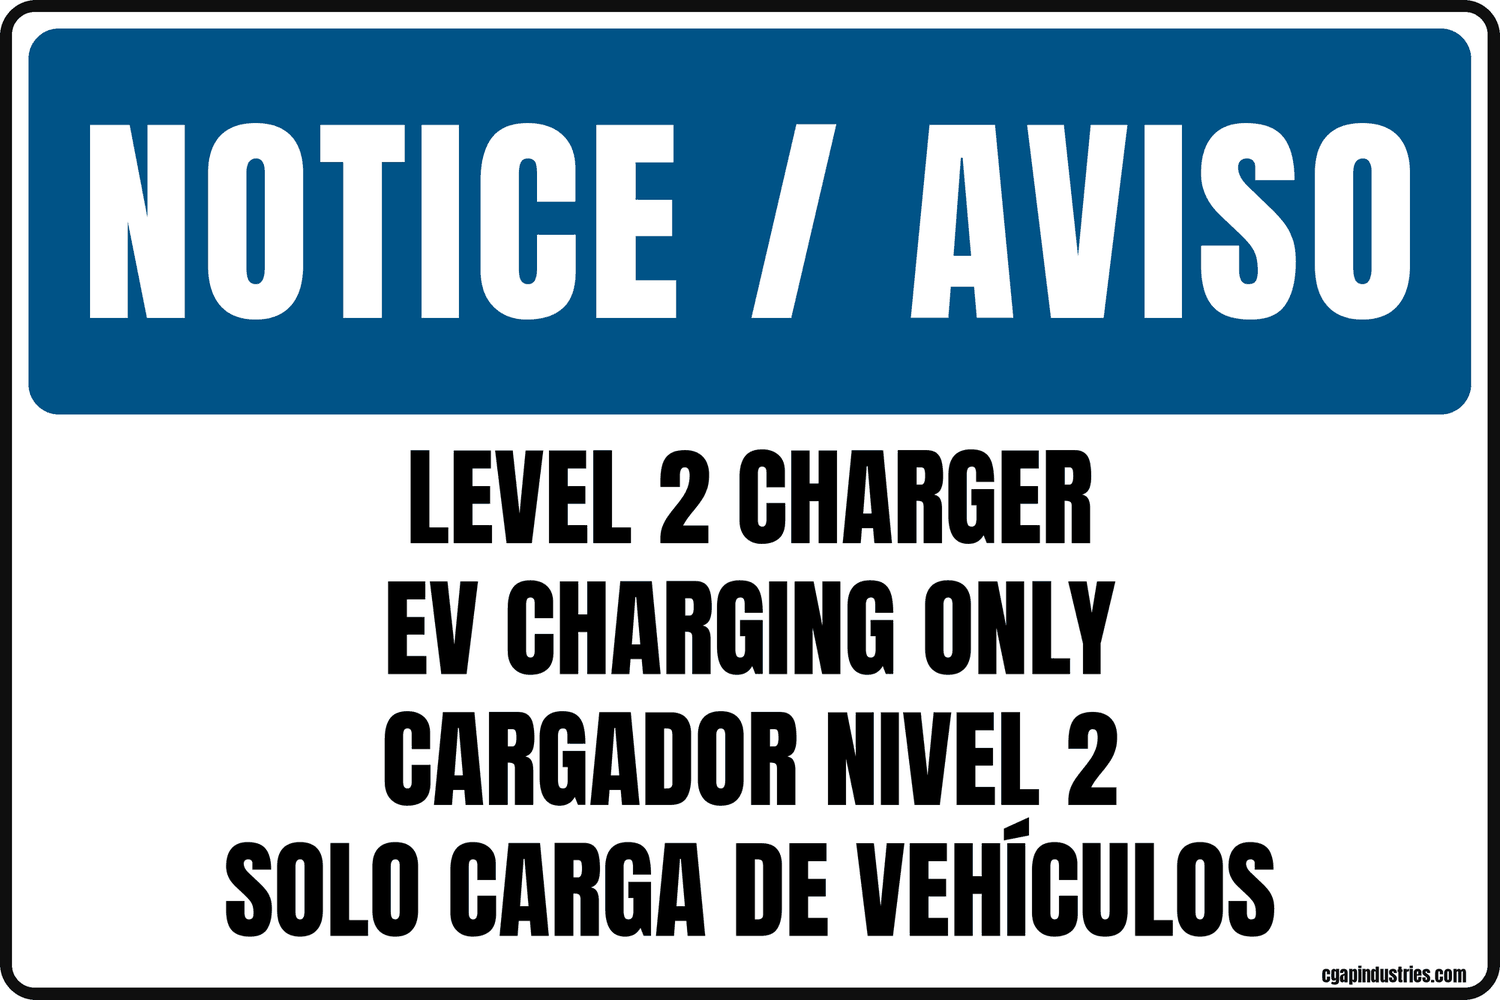 NOTICE / AVISO
LEVEL 2 CHARGER
EV CHARGING ONLY
CARGADOR NIVEL 2
SOLO CARGA DE VEHÍCULOS
cgapindustries.com